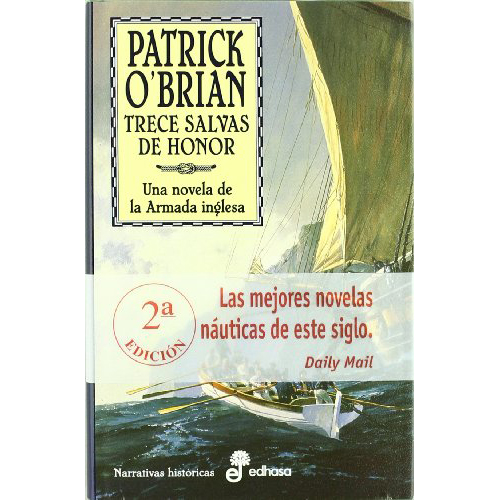 PATRICK
O'BRIAN
TRECE SALVAS
DE HONOR
Una novela de
la Armada inglesa
2ª
EDICIÓN
Las mejores novelas
náuticas de este siglo.
Daily Mail
Narrativas históricas
edhasa